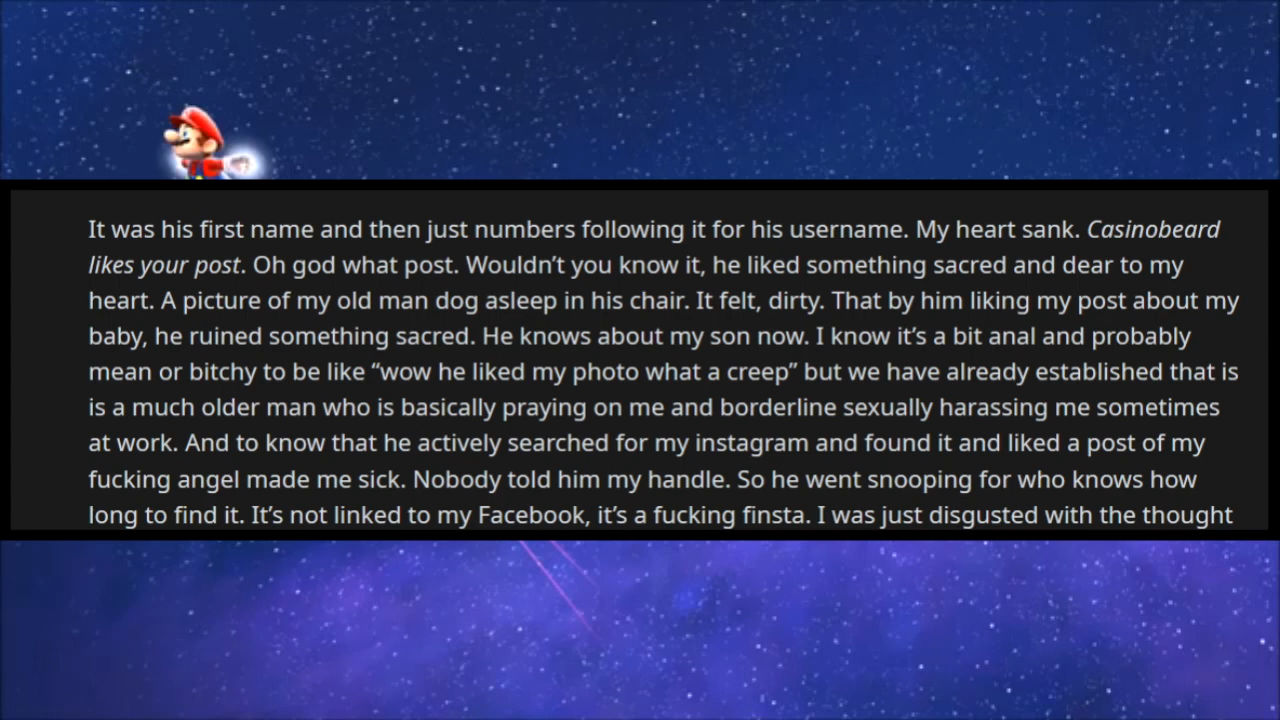 It was his first name and then just numbers following it for his username. My heart sank. Casinobeard
likes your post. Oh god what post. Wouldn’t you know it, he liked something sacred and dear to my
heart. A picture of my old man dog asleep in his chair. It felt, dirty. That by him liking my post about my
baby, he ruined something sacred. He knows about my son now. I know it’s a bit anal and probably
mean or bitchy to be like “wow he liked my photo what a creep” but we have already established that is
is a much older man who is basically praying on me and borderline sexually harassing me sometimes
at work. And to know that he actively searched for my instagram and found it and liked a post of my
fucking angel made me sick. Nobody told him my handle. So he went snooping for who knows how
long to find it. It’s not linked to my Facebook, it’s a fucking finsta. I was just disgusted with the thought